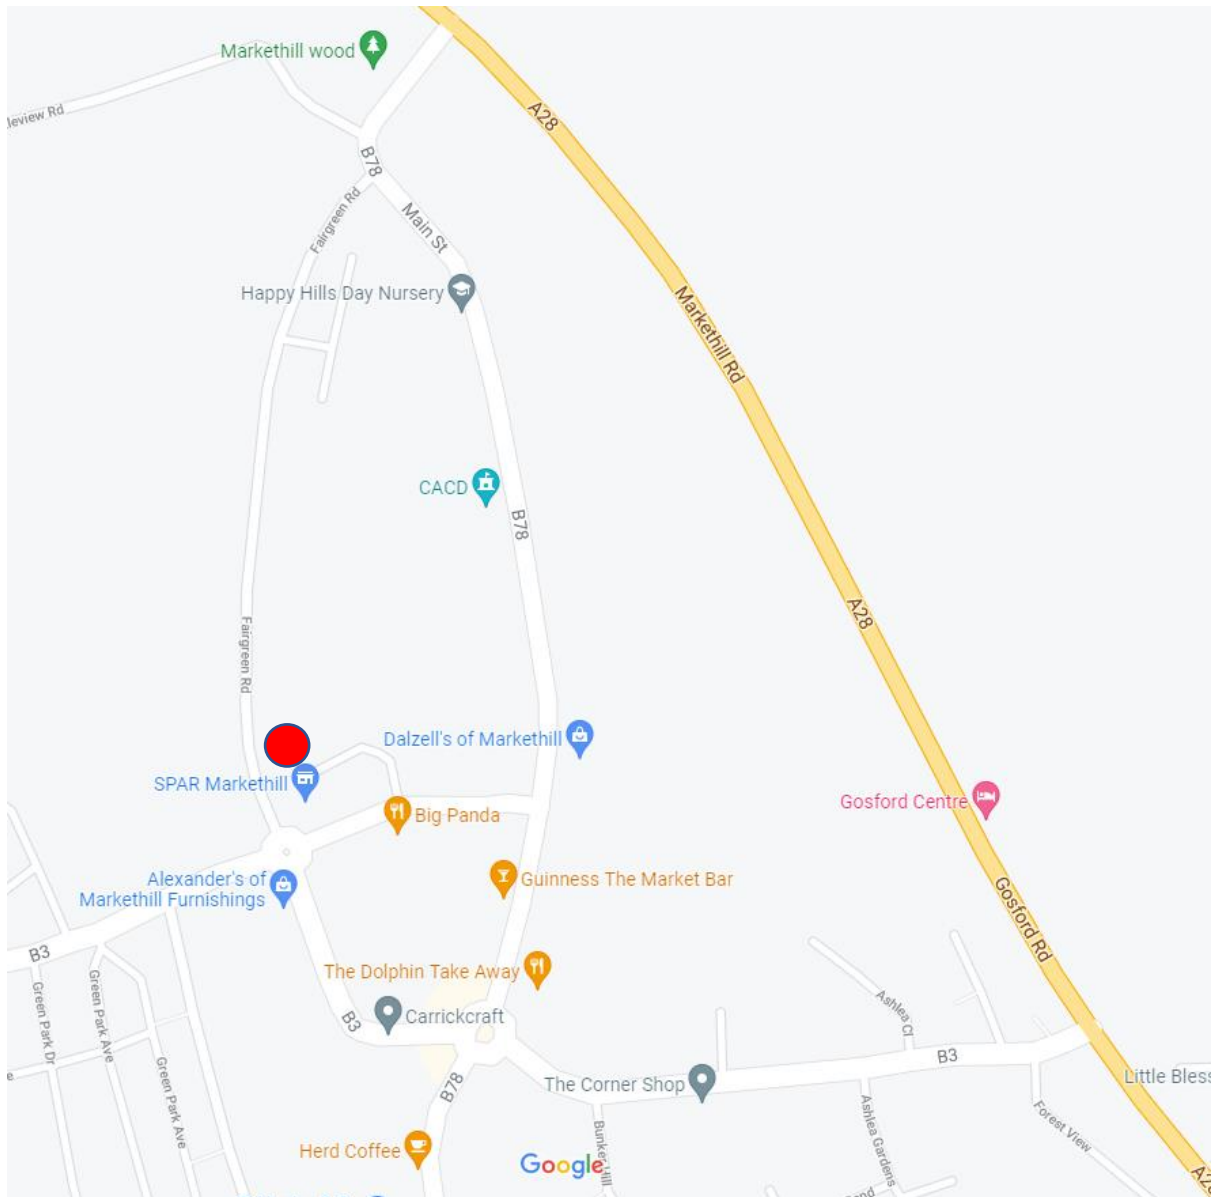 Markethill wood
A28
B78
Fairgreen Rd
Main St
Happy Hills Day Nursery
Markethill Rd
CACD
B78
A28
Fairgreen Rd
Dalzell's of Markethill
SPAR Markethill
Big Panda
Gosford Centre
Alexander's of
Markethill Furnishings
Guinness The Market Bar
Gosford Rd
B3
Green Park Dr
Green Park Ave
The Dolphin Take Away
Ashlea Cl
B3
Carrickcraft
B3
Green Park Ave
B78
The Corner Shop
Little Bless
Ashlea Gardens
Forest View
Bunker Hill
Herd Coffee
Google